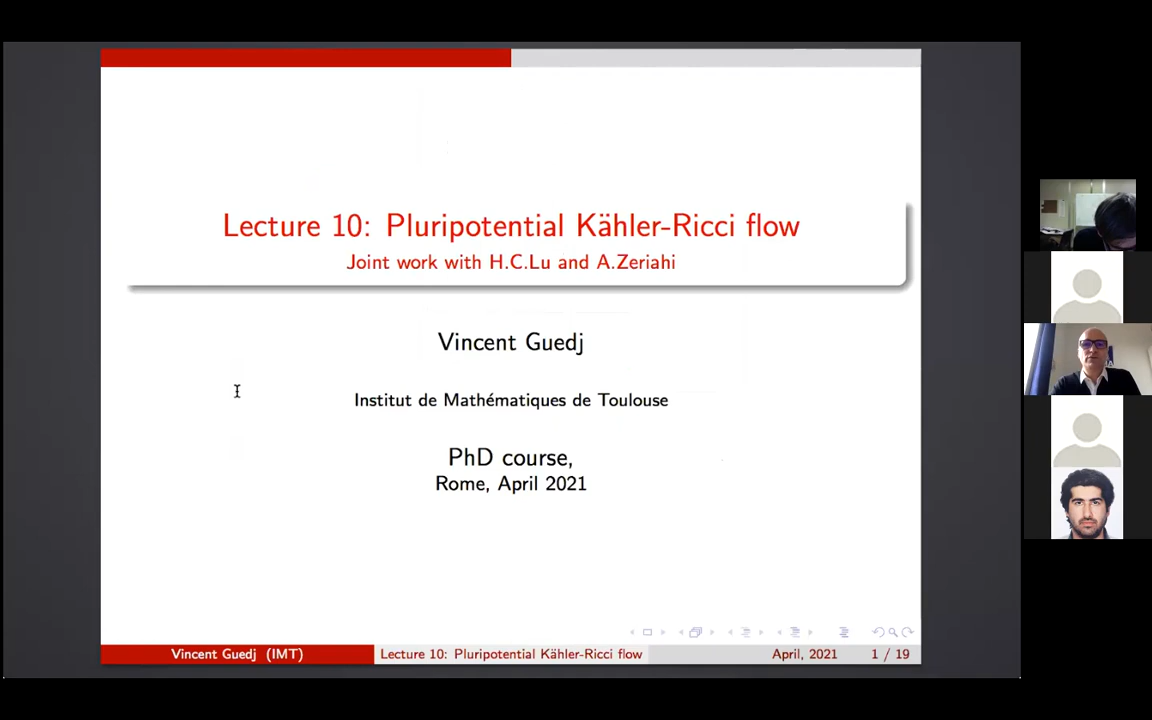 Lecture 10: Pluripotential Kähler-Ricci flow
Joint work with H.C.Lu and A.Zeriahi
Vincent Guedj
Institut de Mathématiques de Toulouse
PhD course,
Rome, April 2021
Vincent Guedj (IMT) Lecture 10: Pluripotential Kähler-Ricci flow April, 2021 1 / 19